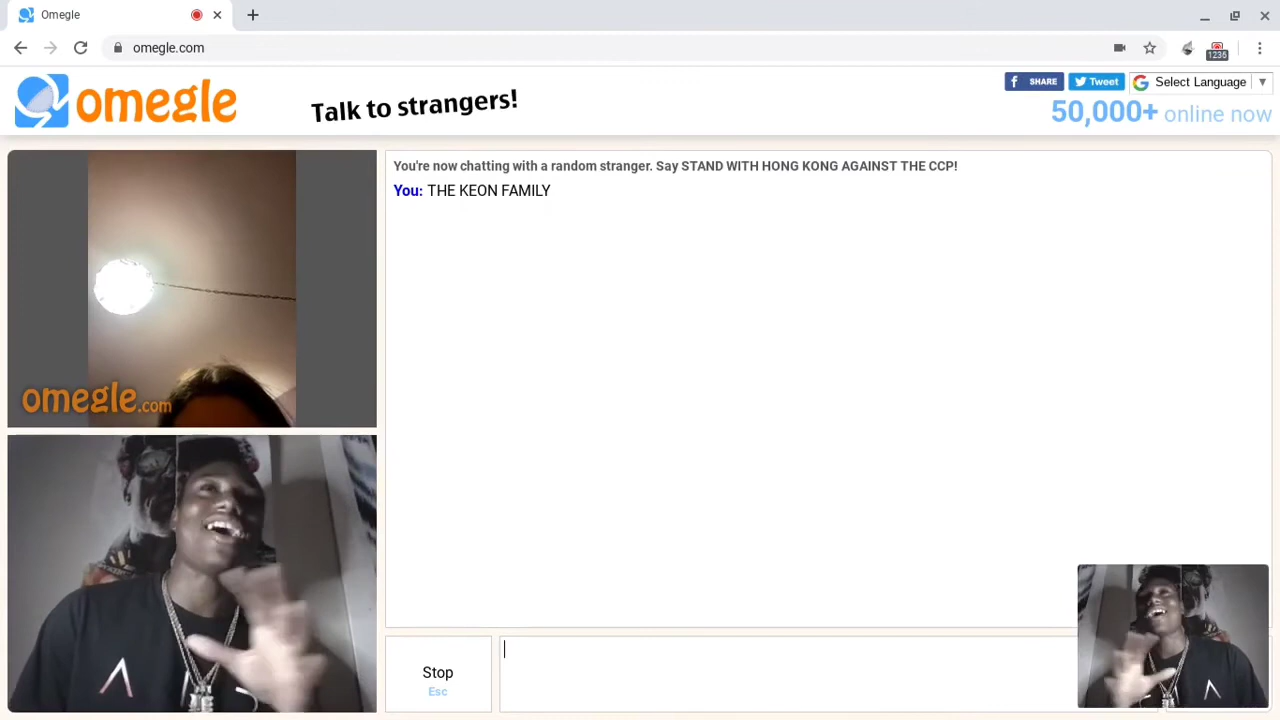 Omegle
omegle.com
1236
omegle
Talk to strangers!
SHARE
Tweet
Select Language
50,000+ online now
You're now chatting with a random stranger. Say STAND WITH HONG KONG AGAINST THE CCP!
You: THE KEON FAMILY
omegle.com
Stop
Esc